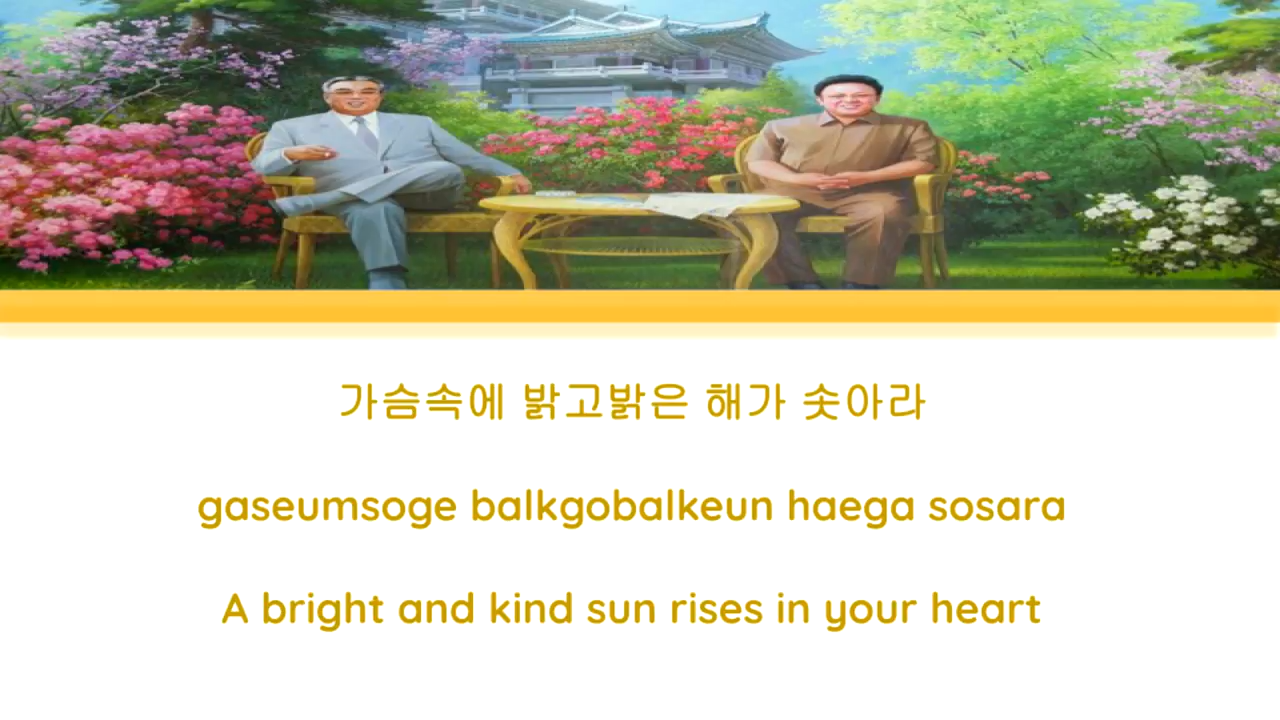 가슴속에 밝고밝은 해가 솟아라
gaseumsoge balkgobalkeun haega sosara
A bright and kind sun rises in your heart